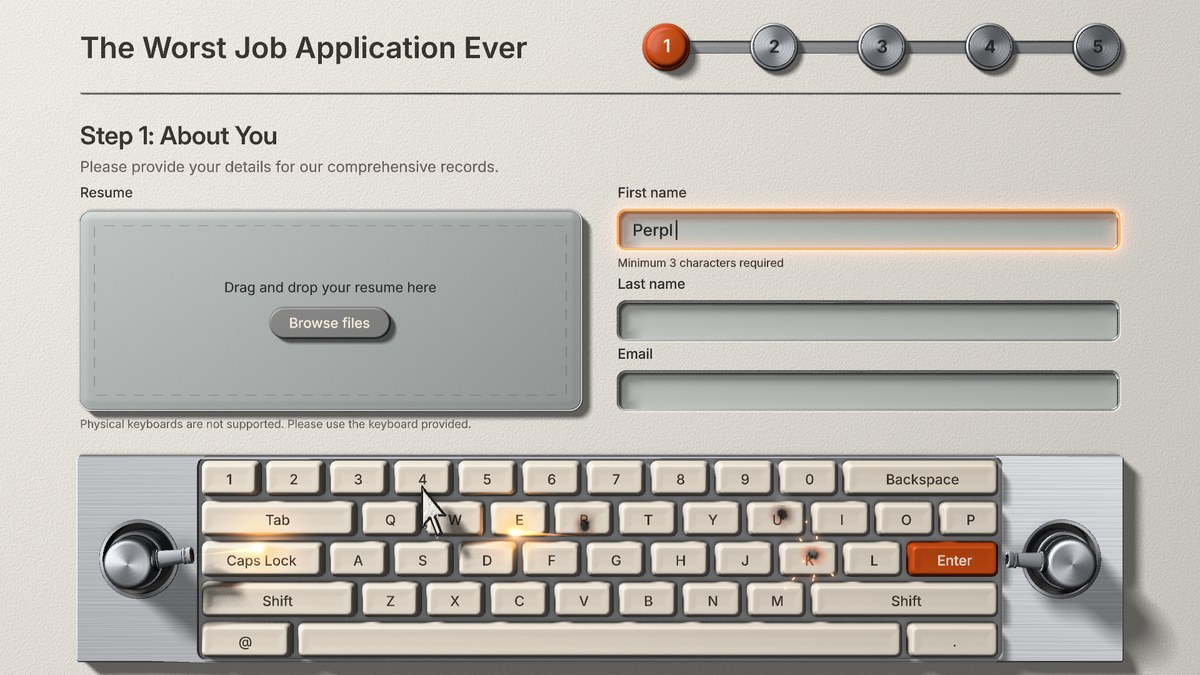 The Worst Job Application Ever
1 2 3 4 5
Step 1: About You
Please provide your details for our comprehensive records.
Resume
Drag and drop your resume here
Browse files
Physical keyboards are not supported. Please use the keyboard provided.
First name
Perpl
Minimum 3 characters required
Last name
Email
1 2 3 4 5 6 7 8 9 0 Backspace
Tab Q W E R T Y U I O P
Caps Lock A S D F G H J K L Enter
Shift Z X C V B N M Shift
@ .